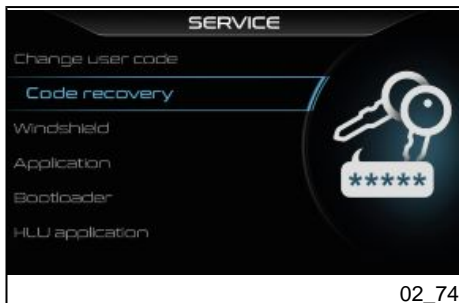 SERVICE
Change user code
Code recovery
Windshield
Application
Bootloader
HLU application
*****
02_74